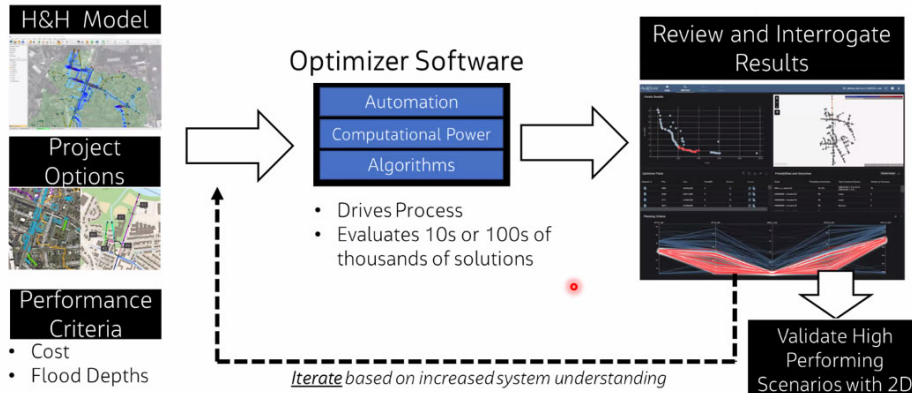 H&H Model
Project
Options
Performance
Criteria
• Cost
• Flood Depths
Optimizer Software
Automation
Computational Power
Algorithms
• Drives Process
• Evaluates 10s or 100s of
thousands of solutions
Iterate based on increased system understanding
Review and Interrogate
Results
Validate High
Performing
Scenarios with 2D